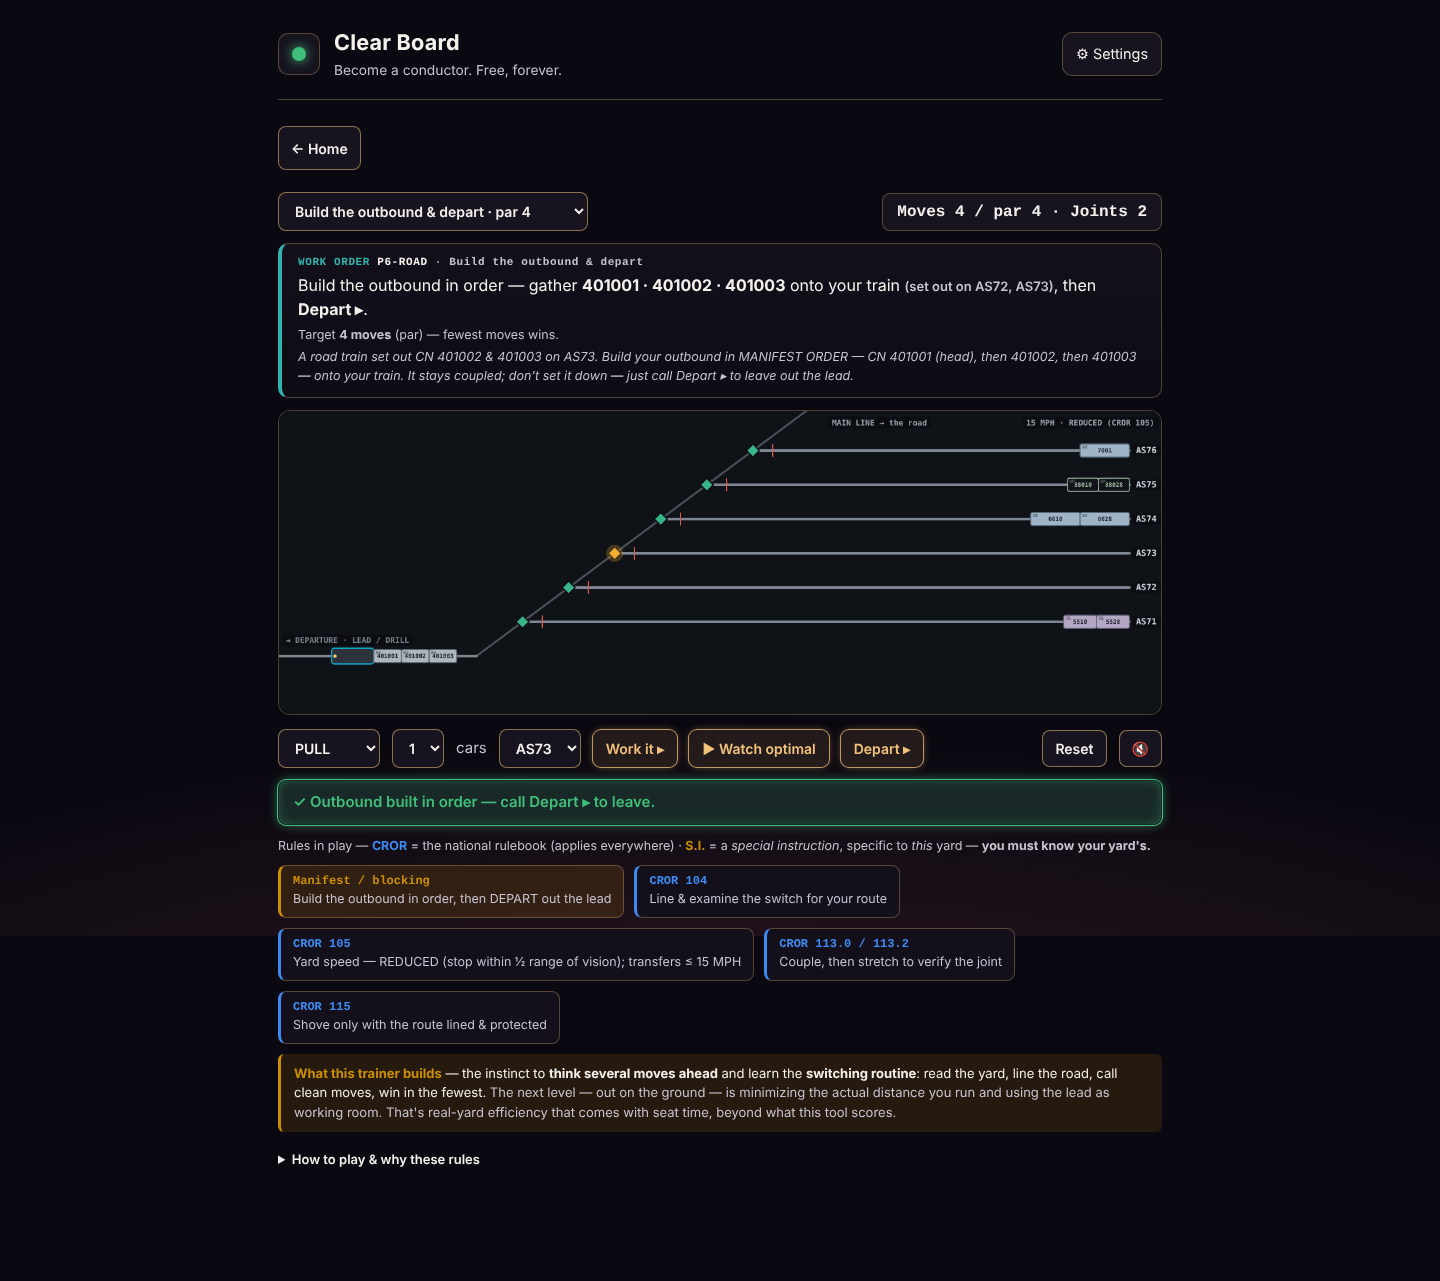 Clear Board
Become a conductor. Free, forever.
⚙ Settings
← Home
Build the outbound & depart · par 4
Moves 4 / par 4 · Joints 2
WORK ORDER P6-ROAD · Build the outbound & depart
Build the outbound in order — gather 401001 · 401002 · 401003 onto your train (set out on AS72, AS73), then
Depart ▸.
Target 4 moves (par) — fewest moves wins.
A road train set out CN 401002 & 401003 on AS73. Build your outbound in MANIFEST ORDER — CN 401001 (head), then 401002, then 401003
— onto your train. It stays coupled; don't set it down — just call Depart ▸ to leave out the lead.
MAIN LINE → the road
15 MPH · REDUCED (CROR 105)
7001
AS76
88010 88028
AS75
6610 6628
AS74
AS73
AS72
5510 5528
AS71
◄ DEPARTURE · LEAD / DRILL
401001 401002 401003
PULL
1
cars
AS73
Work it ▸
▶ Watch optimal
Depart ▸
Reset
✓ Outbound built in order — call Depart ▸ to leave.
Rules in play — CROR = the national rulebook (applies everywhere) · S.I. = a special instruction, specific to this yard — you must know your yard's.
Manifest / blocking
Build the outbound in order, then DEPART out the lead
CROR 104
Line & examine the switch for your route
CROR 105
Yard speed — REDUCED (stop within ½ range of vision); transfers ≤ 15 MPH
CROR 113.0 / 113.2
Couple, then stretch to verify the joint
CROR 115
Shove only with the route lined & protected
What this trainer builds — the instinct to think several moves ahead and learn the switching routine: read the yard, line the road, call
clean moves, win in the fewest. The next level — out on the ground — is minimizing the actual distance you run and using the lead as
working room. That's real-yard efficiency that comes with seat time, beyond what this tool scores.
▶ How to play & why these rules